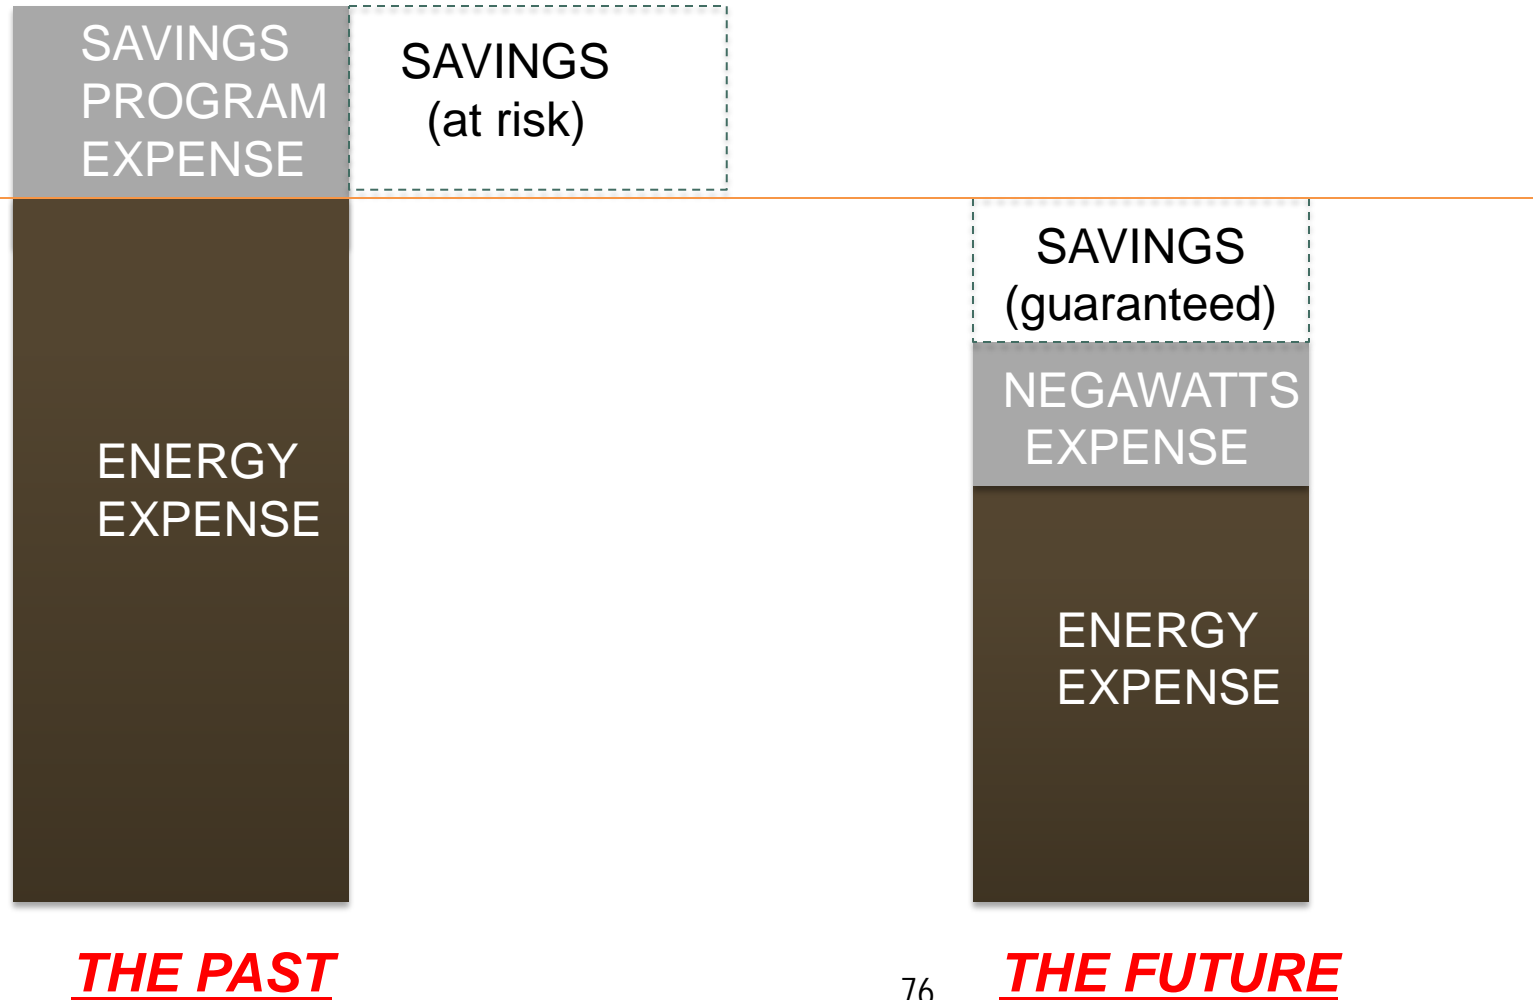 SAVINGS
PROGRAM
EXPENSE
SAVINGS
(at risk)
ENERGY
EXPENSE
SAVINGS
(guaranteed)
NEGAWATTS
EXPENSE
ENERGY
EXPENSE
THE PAST
76
THE FUTURE